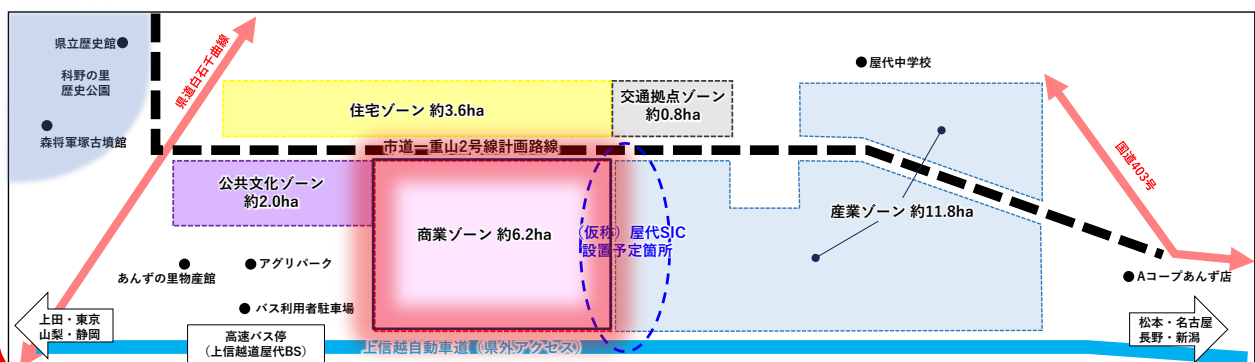 県立歴史館
科野の里
歴史公園
森将軍塚古墳館
県道白石千曲線
住宅ゾーン 約3.6ha
交通拠点ゾーン
約0.8ha
屋代中学校
国道403号
市道一重山2号線計画路線
公共文化ゾーン
約2.0ha
商業ゾーン 約6.2ha
（仮称）屋代SIC
設置予定箇所
産業ゾーン 約11.8ha
あんずの里物産館
アグリパーク
バス利用者駐車場
Aコープあんず店
上田・東京
山梨・静岡
高速バス停
（上信越道屋代BS）
上信越自動車道（県外アクセス）
松本・名古屋
長野・新潟